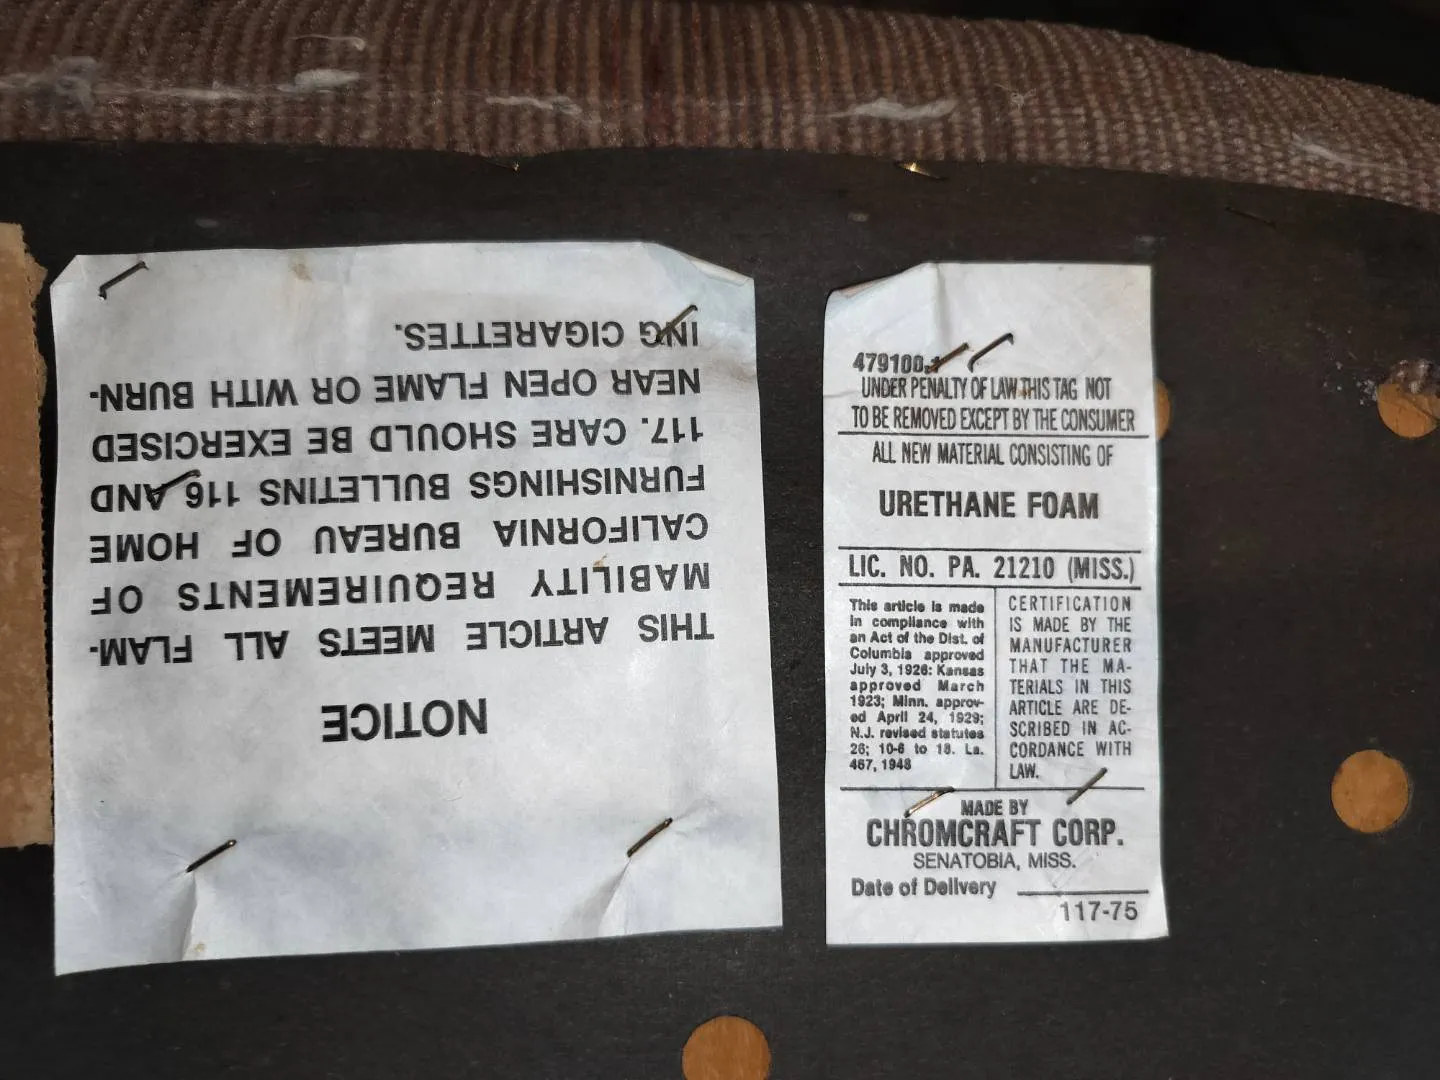 NOTICE
THIS ARTICLE MEETS ALL FLAM-
MABILITY REQUIREMENTS OF
CALIFORNIA BUREAU OF HOME
FURNISHINGS BULLETINS 116 AND
117. CARE SHOULD BE EXERCISED
NEAR OPEN FLAME OR WITH BURN-
ING CIGARETTES.
UNDER PENALTY OF LAW THIS TAG NOT
TO BE REMOVED EXCEPT BY THE CONSUMER
ALL NEW MATERIAL CONSISTING OF
URETHANE FOAM
LIC. NO. PA. 21210 (MISS.)
This article is made
in compliance with
an Act of the Dist. of
Columbia approved
July 3, 1926: Kansas
approved March
1923; Minn. approv-
ed April 24, 1929;
N.J. revised statutes
26; 10-6 to 18. La.
467, 1948
CERTIFICATION
IS MADE BY THE
MANUFACTURER
THAT THE MA-
TERIALS IN THIS
ARTICLE ARE DE-
SCRIBED IN AC-
CORDANCE WITH
LAW.
MADE BY
CHROMCRAFT CORP.
SENATOBIA, MISS.
Date of Delivery
117-75